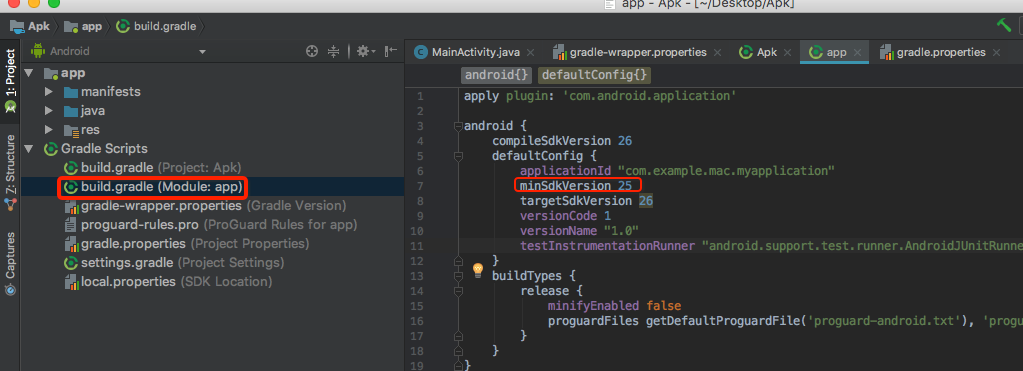 app - Apk - [~/Desktop/Apk]
Apk app build.gradle
Android
MainActivity.java gradle-wrapper.properties Apk app gradle.properties
1: Project
Z: Structure
Captures
app
manifests
java
res
Gradle Scripts
build.gradle (Project: Apk)
build.gradle (Module: app)
gradle-wrapper.properties (Gradle Version)
proguard-rules.pro (ProGuard Rules for app)
gradle.properties (Project Properties)
settings.gradle (Project Settings)
local.properties (SDK Location)
android{} defaultConfig{}
1 apply plugin: 'com.android.application'
2
3 android {
4 compileSdkVersion 26
5 defaultConfig {
6 applicationId "com.example.mac.myapplication"
7 minSdkVersion 25
8 targetSdkVersion 26
9 versionCode 1
10 versionName "1.0"
11 testInstrumentationRunner "android.support.test.runner.AndroidJUnitRunne
12 }
13 buildTypes {
14 release {
15 minifyEnabled false
16 proguardFiles getDefaultProguardFile('proguard-android.txt'), 'progu
17 }
18 }
19 }